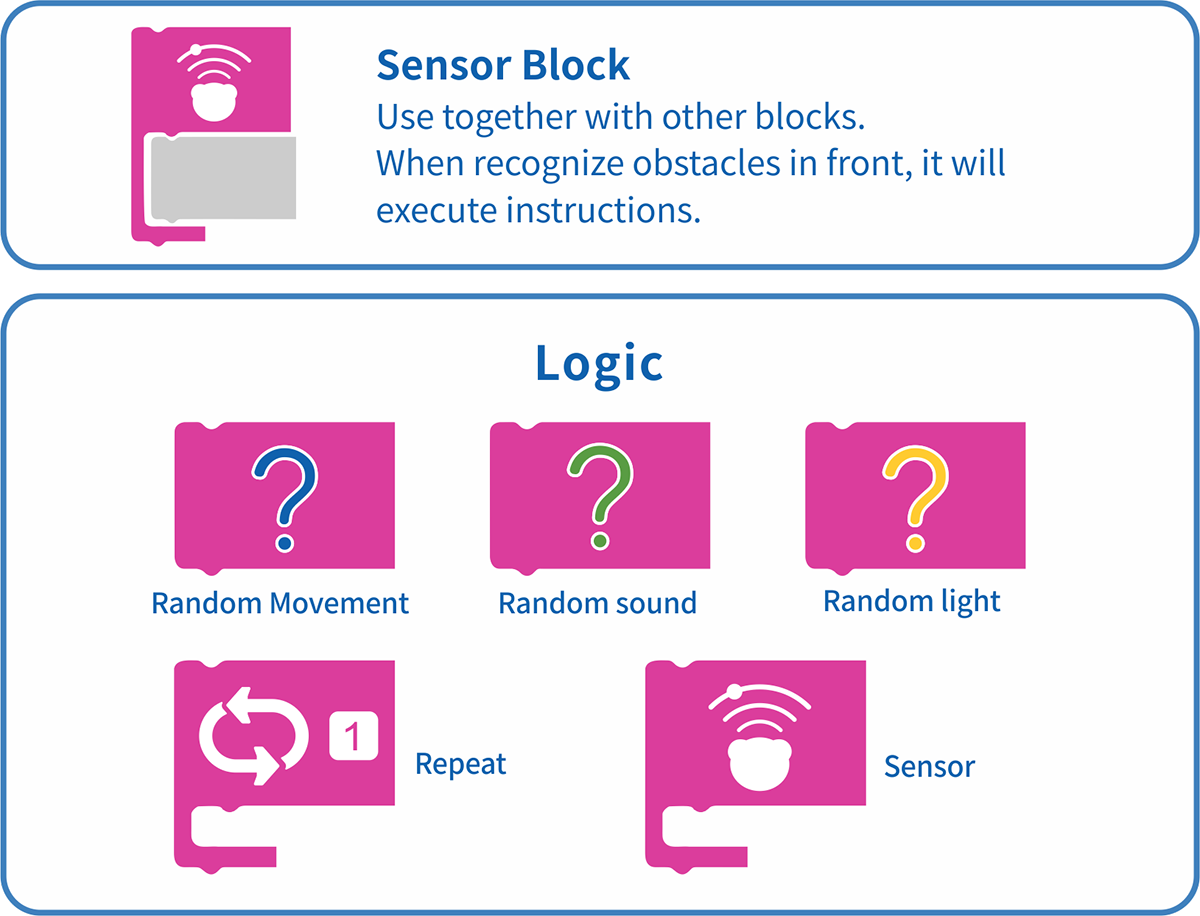 Sensor Block
Use together with other blocks.
When recognize obstacles in front, it will
execute instructions.
Logic
Random Movement
Random sound
Random light
1
Repeat
Sensor